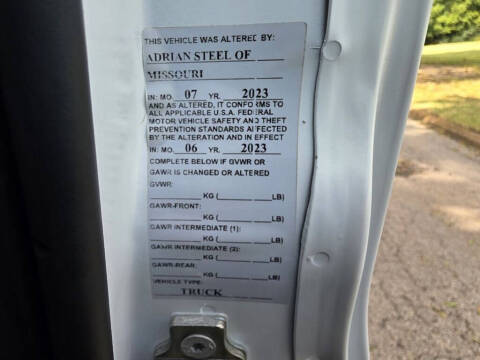 THIS VEHICLE WAS ALTERED BY:
ADRIAN STEEL OF
MISSOURI
IN: MO. 07 YR. 2023
AND AS ALTERED, IT CONFORMS TO
ALL APPLICABLE U.S.A. FEDERAL
MOTOR VEHICLE SAFETY AND THEFT
PREVENTION STANDARDS AFFECTED
BY THE ALTERATION AND IN EFFECT
IN: MO. 06 YR. 2023
COMPLETE BELOW IF GVWR OR
GAWR IS CHANGED OR ALTERED
GVWR:
KG ( LB)
GAWR-FRONT:
KG ( LB)
GAWR INTERMEDIATE (1):
KG ( LB)
GAWR INTERMEDIATE (2):
KG ( LB)
GAWR-REAR:
KG ( LB)
VEHICLE TYPE:
TRUCK